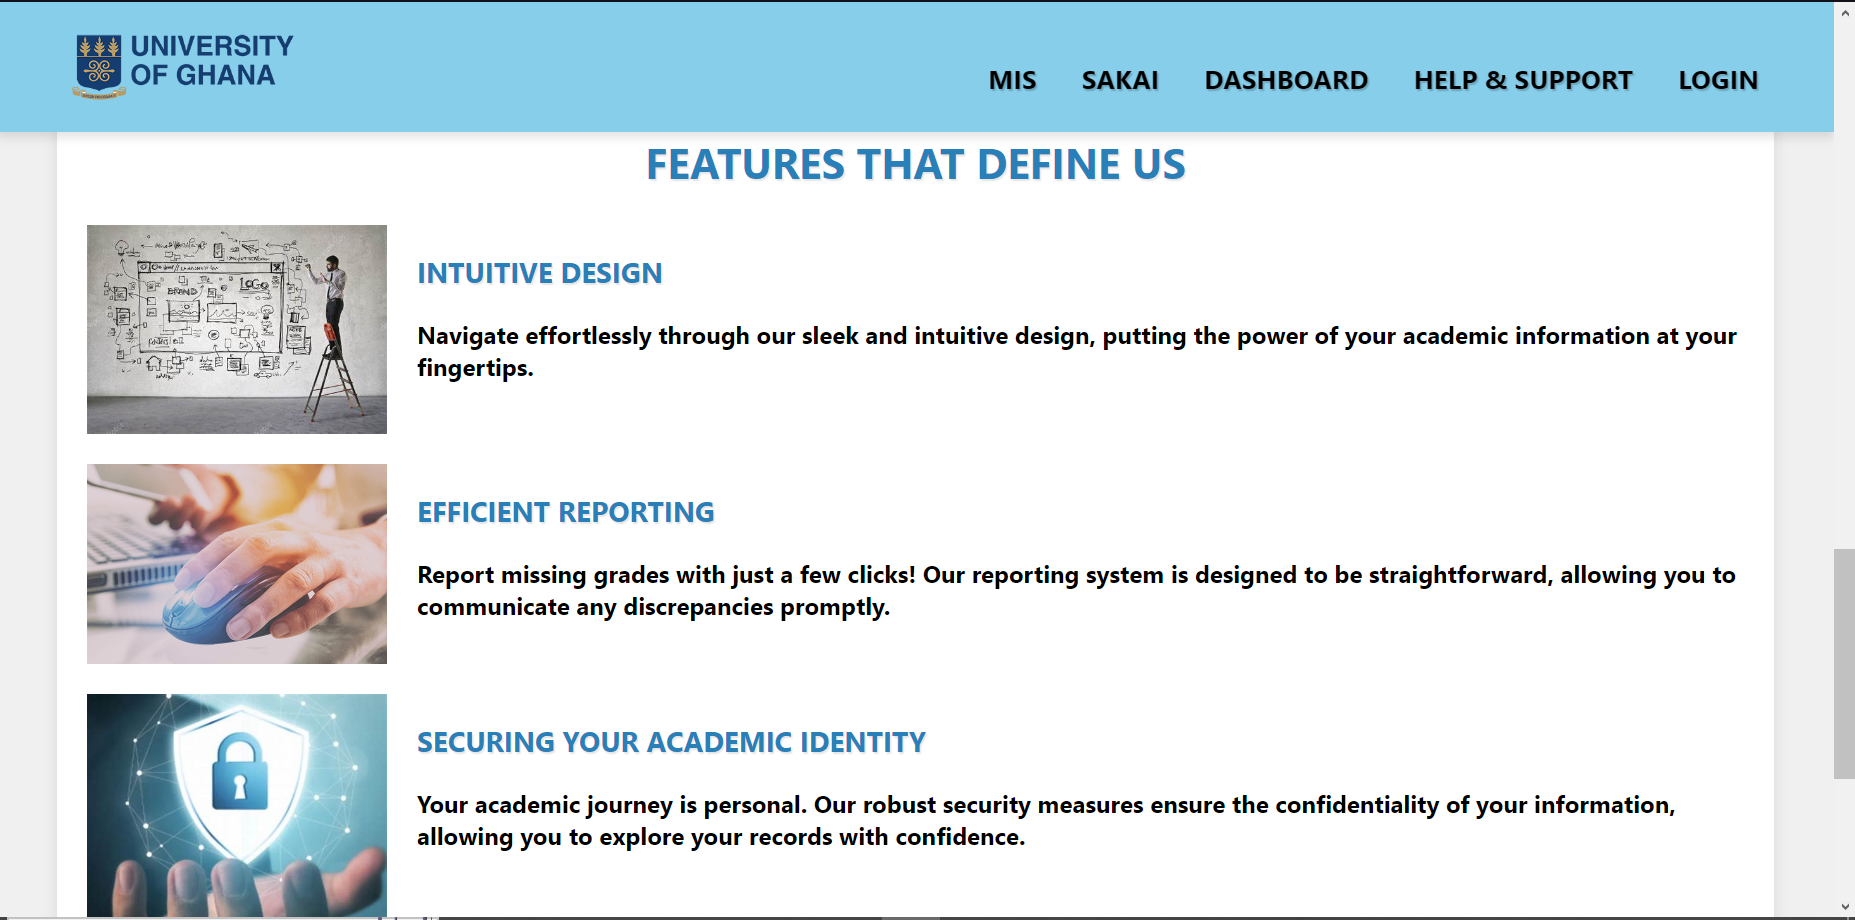 UNIVERSITY
OF GHANA
MIS SAKAI DASHBOARD HELP & SUPPORT LOGIN
FEATURES THAT DEFINE US
BRAND
LOGO
INTUITIVE DESIGN
Navigate effortlessly through our sleek and intuitive design, putting the power of your academic information at your
fingertips.
EFFICIENT REPORTING
Report missing grades with just a few clicks! Our reporting system is designed to be straightforward, allowing you to
communicate any discrepancies promptly.
SECURING YOUR ACADEMIC IDENTITY
Your academic journey is personal. Our robust security measures ensure the confidentiality of your information,
allowing you to explore your records with confidence.